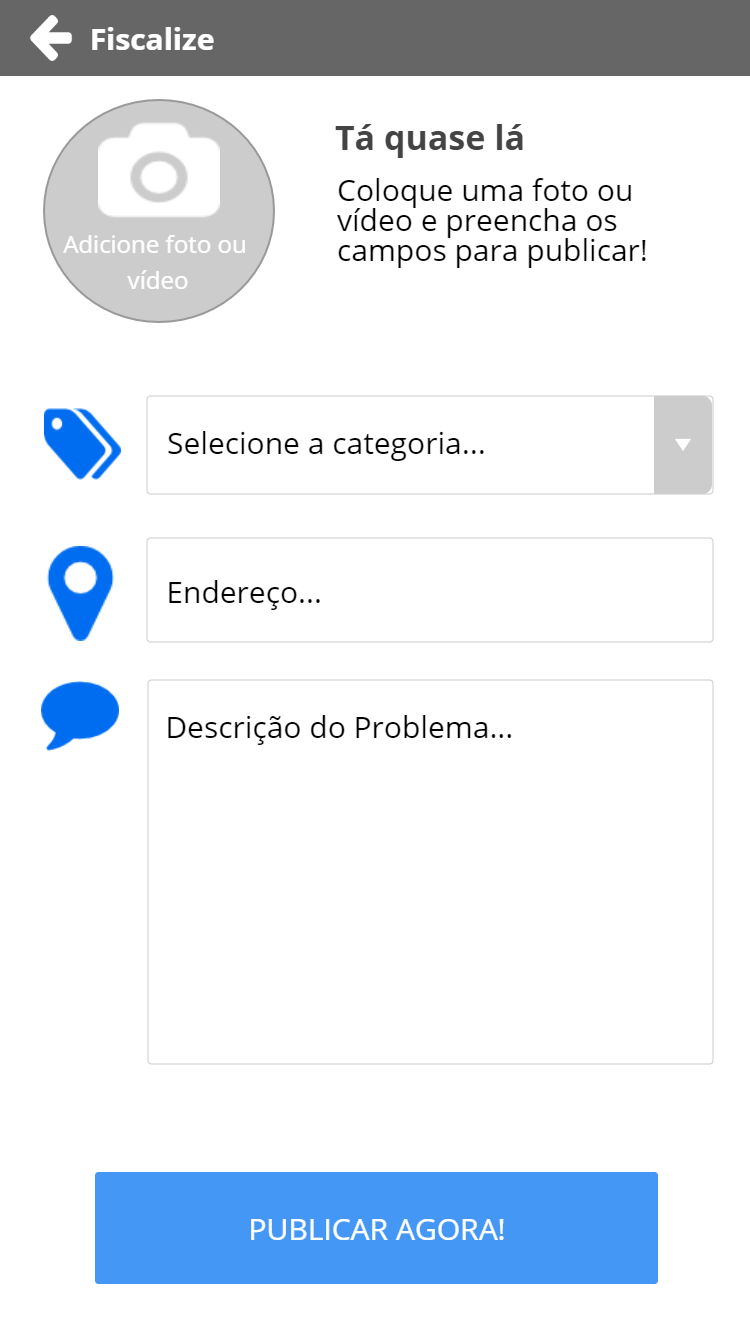 Fiscalize
Adicione foto ou
vídeo
Tá quase lá
Coloque uma foto ou
vídeo e preencha os
campos para publicar!
Selecione a categoria...
Endereço...
Descrição do Problema...
PUBLICAR AGORA!